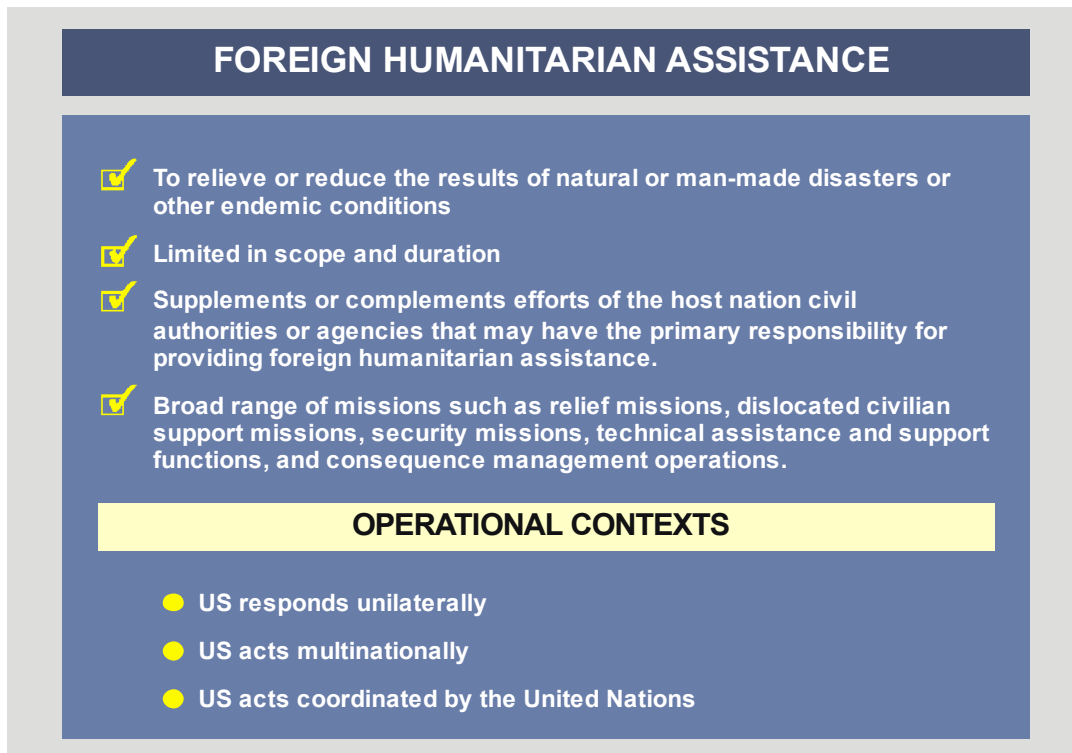 FOREIGN HUMANITARIAN ASSISTANCE
To relieve or reduce the results of natural or man-made disasters or
other endemic conditions
Limited in scope and duration
Supplements or complements efforts of the host nation civil
authorities or agencies that may have the primary responsibility for
providing foreign humanitarian assistance.
Broad range of missions such as relief missions, dislocated civilian
support missions, security missions, technical assistance and support
functions, and consequence management operations.
OPERATIONAL CONTEXTS
US responds unilaterally
US acts multinationally
US acts coordinated by the United Nations